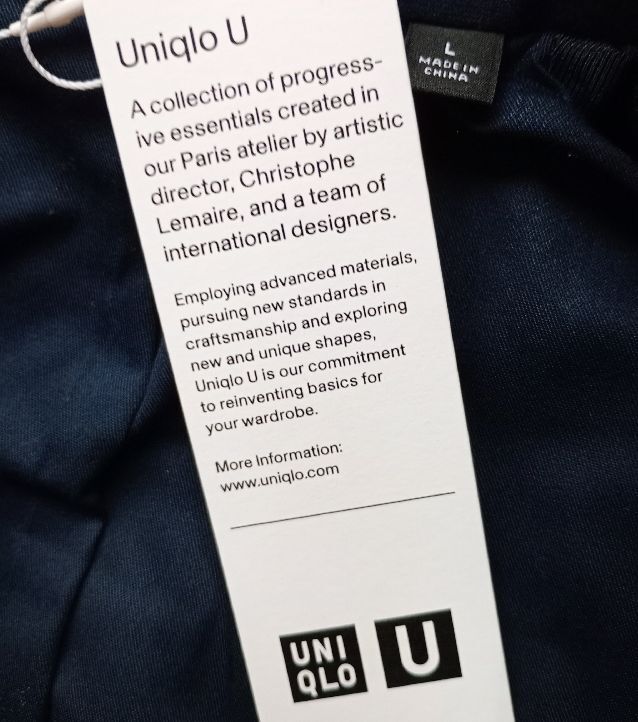 Uniqlo U
A collection of progress-
ive essentials created in
our Paris atelier by artistic
director, Christophe
Lemaire, and a team of
international designers.
Employing advanced materials,
pursuing new standards in
craftsmanship and exploring
new and unique shapes,
Uniqlo U is our commitment
to reinventing basics for
your wardrobe.
More Information:
www.uniqlo.com
UNI
QLO
U
L
MADE IN
CHINA